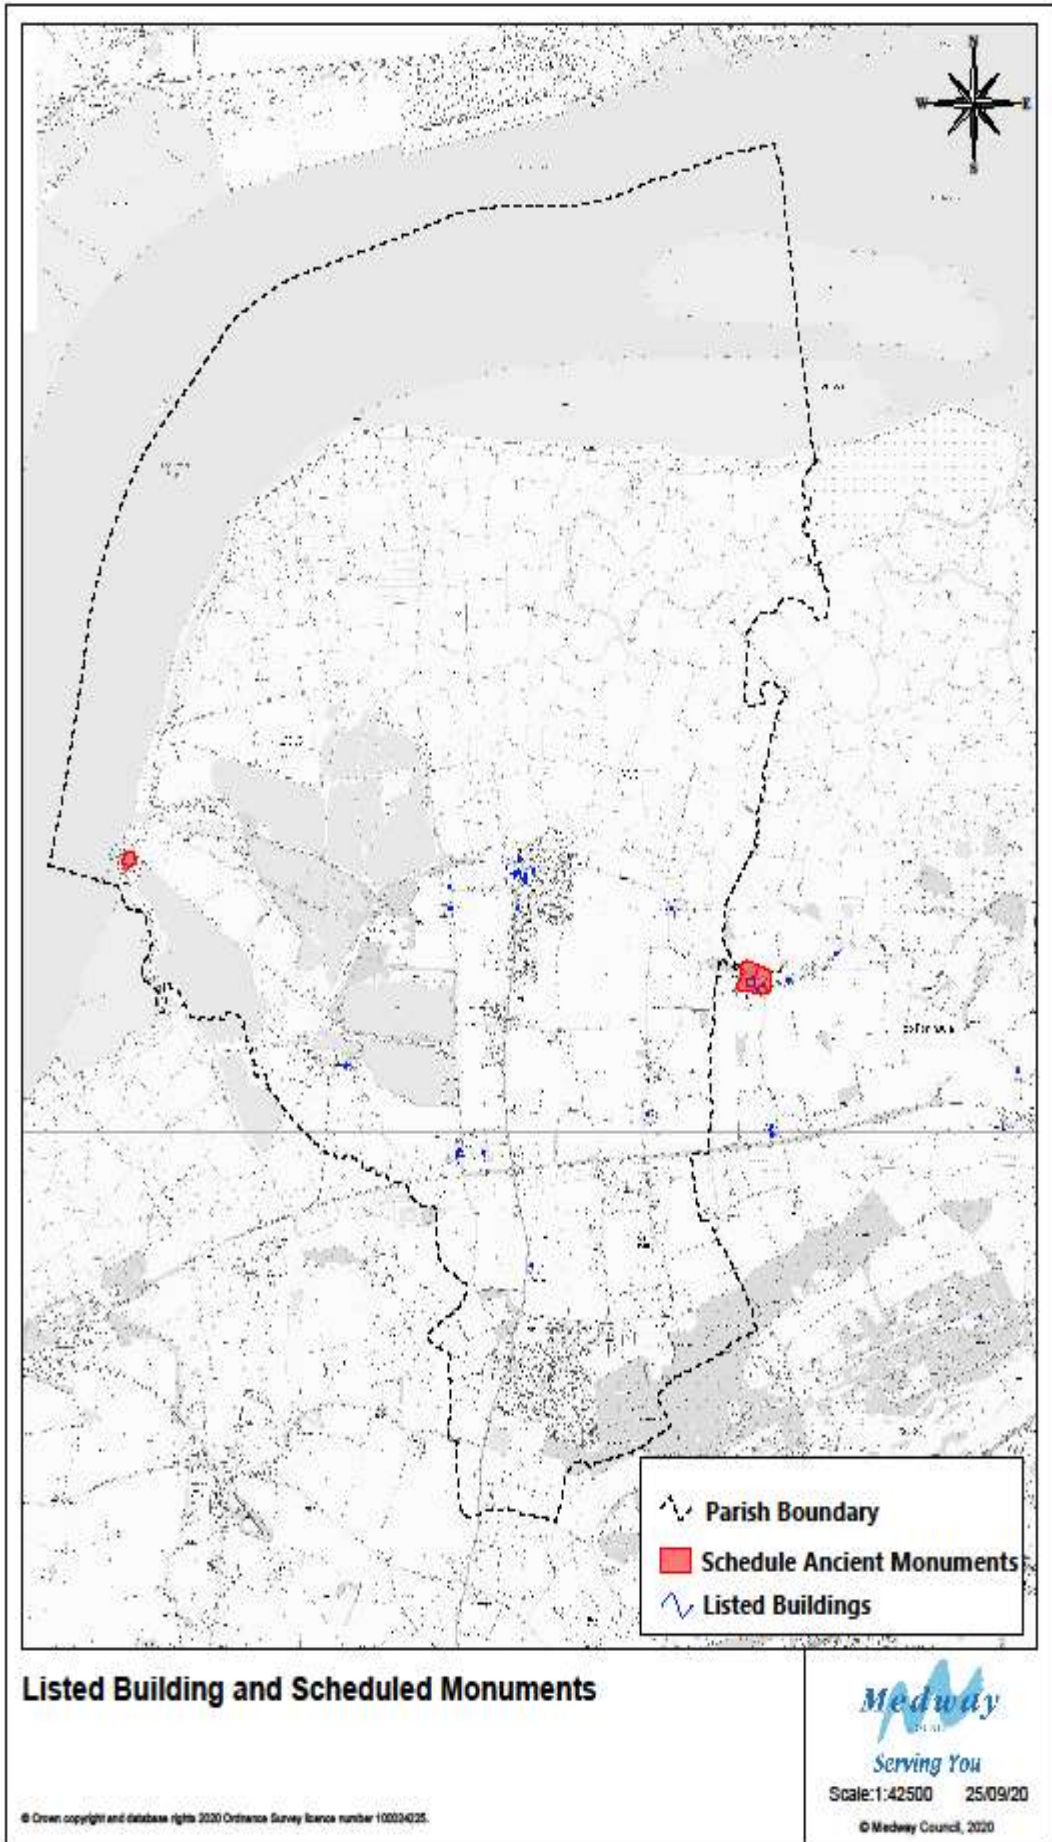 N
W E
S
Parish Boundary
Schedule Ancient Monuments
Listed Buildings
Listed Building and Scheduled Monuments
Medway
Serving You
Scale:1:42500 25/09/20
© Crown copyright and database rights 2020 Ordnance Survey licence number 100024225.
© Medway Council, 2020